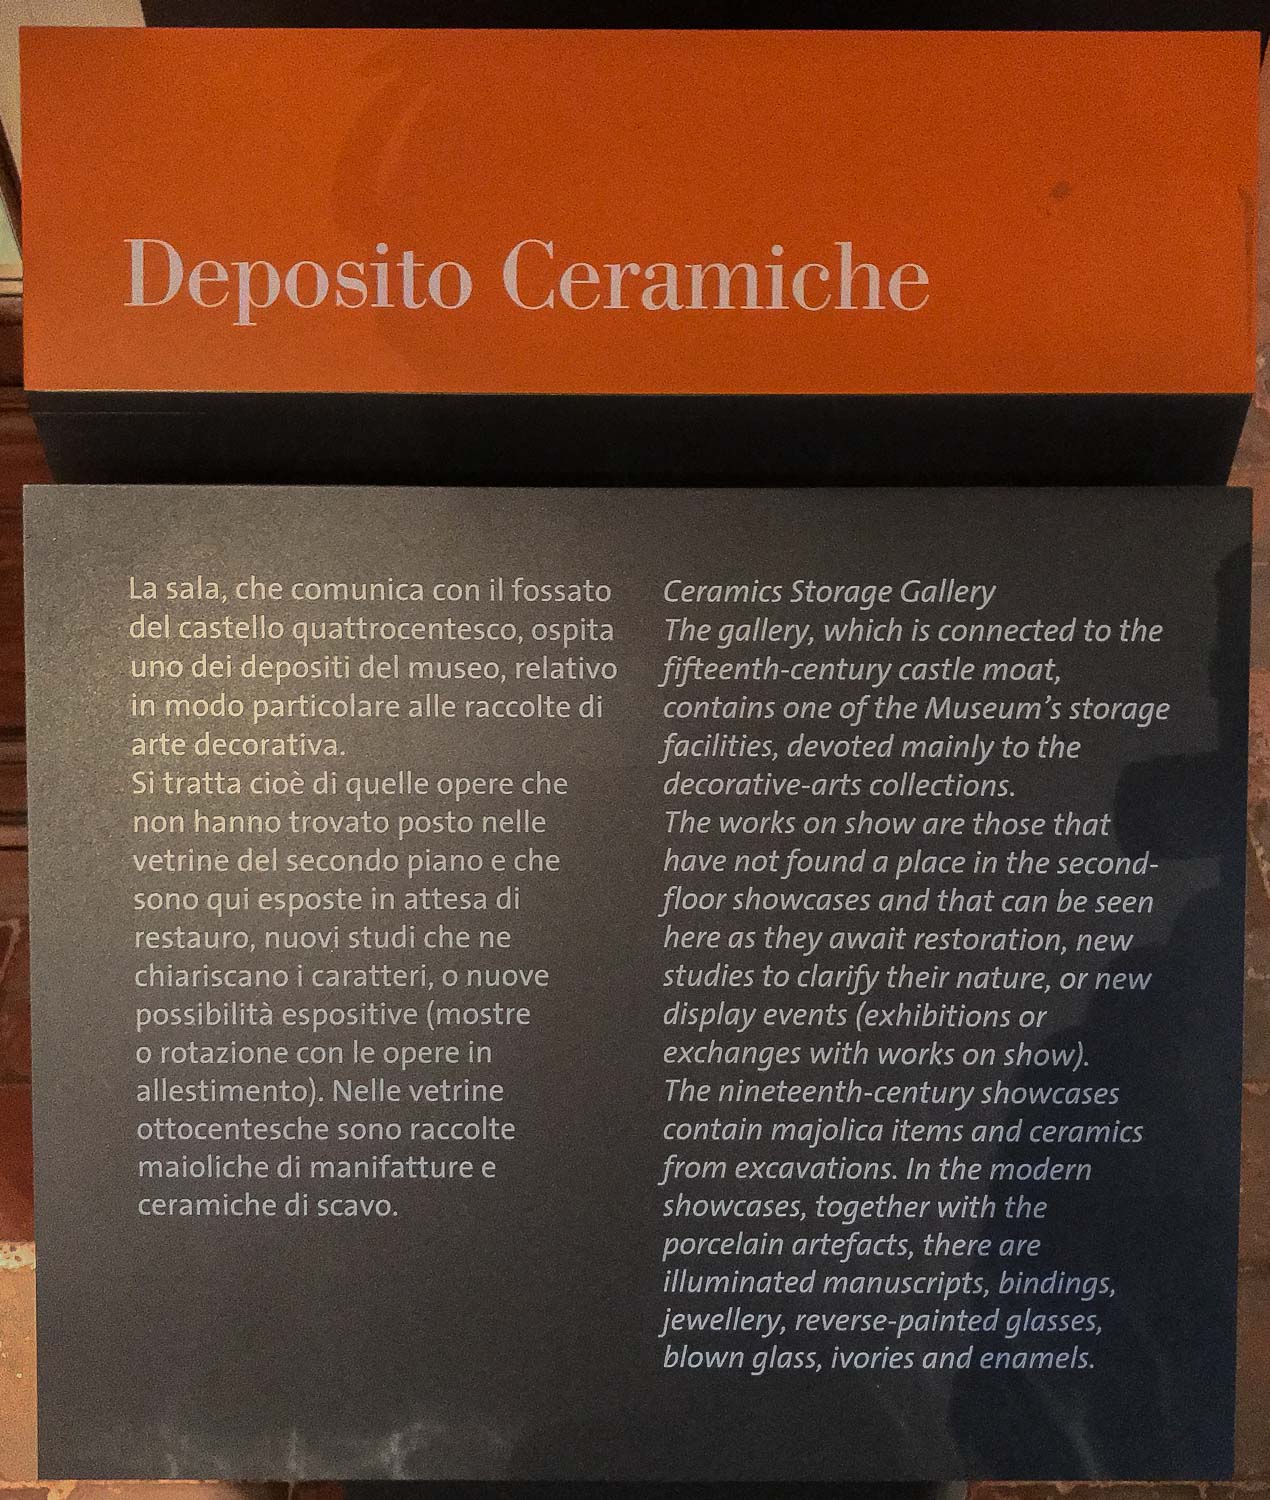 Deposito Ceramiche
La sala, che comunica con il fossato
del castello quattrocentesco, ospita
uno dei depositi del museo, relativo
in modo particolare alle raccolte di
arte decorativa.
Si tratta cioè di quelle opere che
non hanno trovato posto nelle
vetrine del secondo piano e che
sono qui esposte in attesa di
restauro, nuovi studi che ne
chiariscano i caratteri, o nuove
possibilità espositive (mostre
o rotazione con le opere in
allestimento). Nelle vetrine
ottocentesche sono raccolte
maioliche di manifatture e
ceramiche di scavo.
Ceramics Storage Gallery
The gallery, which is connected to the
fifteenth-century castle moat,
contains one of the Museum's storage
facilities, devoted mainly to the
decorative-arts collections.
The works on show are those that
have not found a place in the second-
floor showcases and that can be seen
here as they await restoration, new
studies to clarify their nature, or new
display events (exhibitions or
exchanges with works on show).
The nineteenth-century showcases
contain majolica items and ceramics
from excavations. In the modern
showcases, together with the
porcelain artefacts, there are
illuminated manuscripts, bindings,
jewellery, reverse-painted glasses,
blown glass, ivories and enamels.